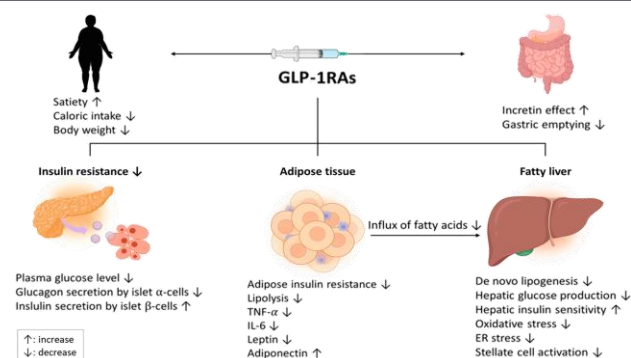 GLP-1RAs
Satiety ↑
Caloric intake ↓
Body weight ↓
Incretin effect ↑
Gastric emptying ↓
Insulin resistance ↓
Adipose tissue
Fatty liver
Influx of fatty acids ↓
Plasma glucose level ↓
Glucagon secretion by islet α-cells ↓
Inslulin secretion by islet β-cells ↑
Adipose insulin resistance ↓
Lipolysis ↓
TNF-α ↓
IL-6 ↓
Leptin ↓
Adiponectin ↑
De novo lipogenesis ↓
Hepatic glucose production ↓
Hepatic insulin sensitivity ↑
Oxidative stress ↓
ER stress ↓
Stellate cell activation ↓
↑: increase
↓: decrease